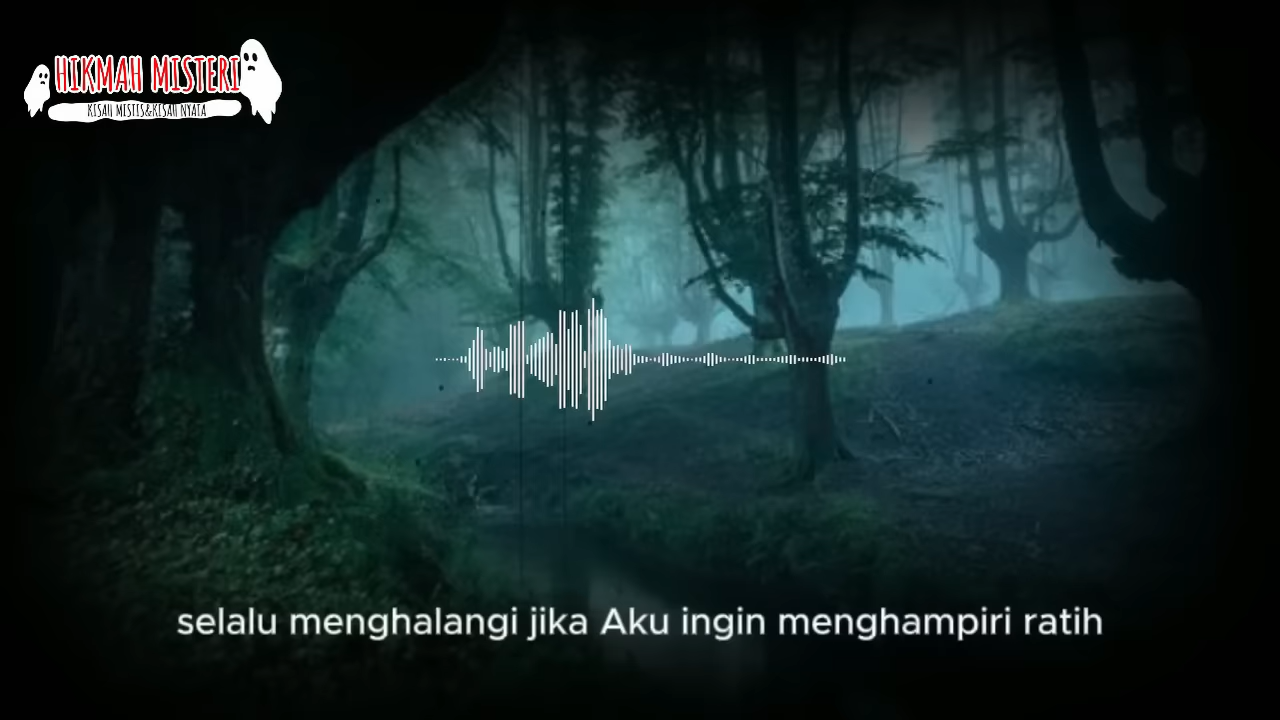 HIKMAH MISTERI
KISAH MISTIS&KISAH NYATA
selalu menghalangi jika Aku ingin menghampiri ratih